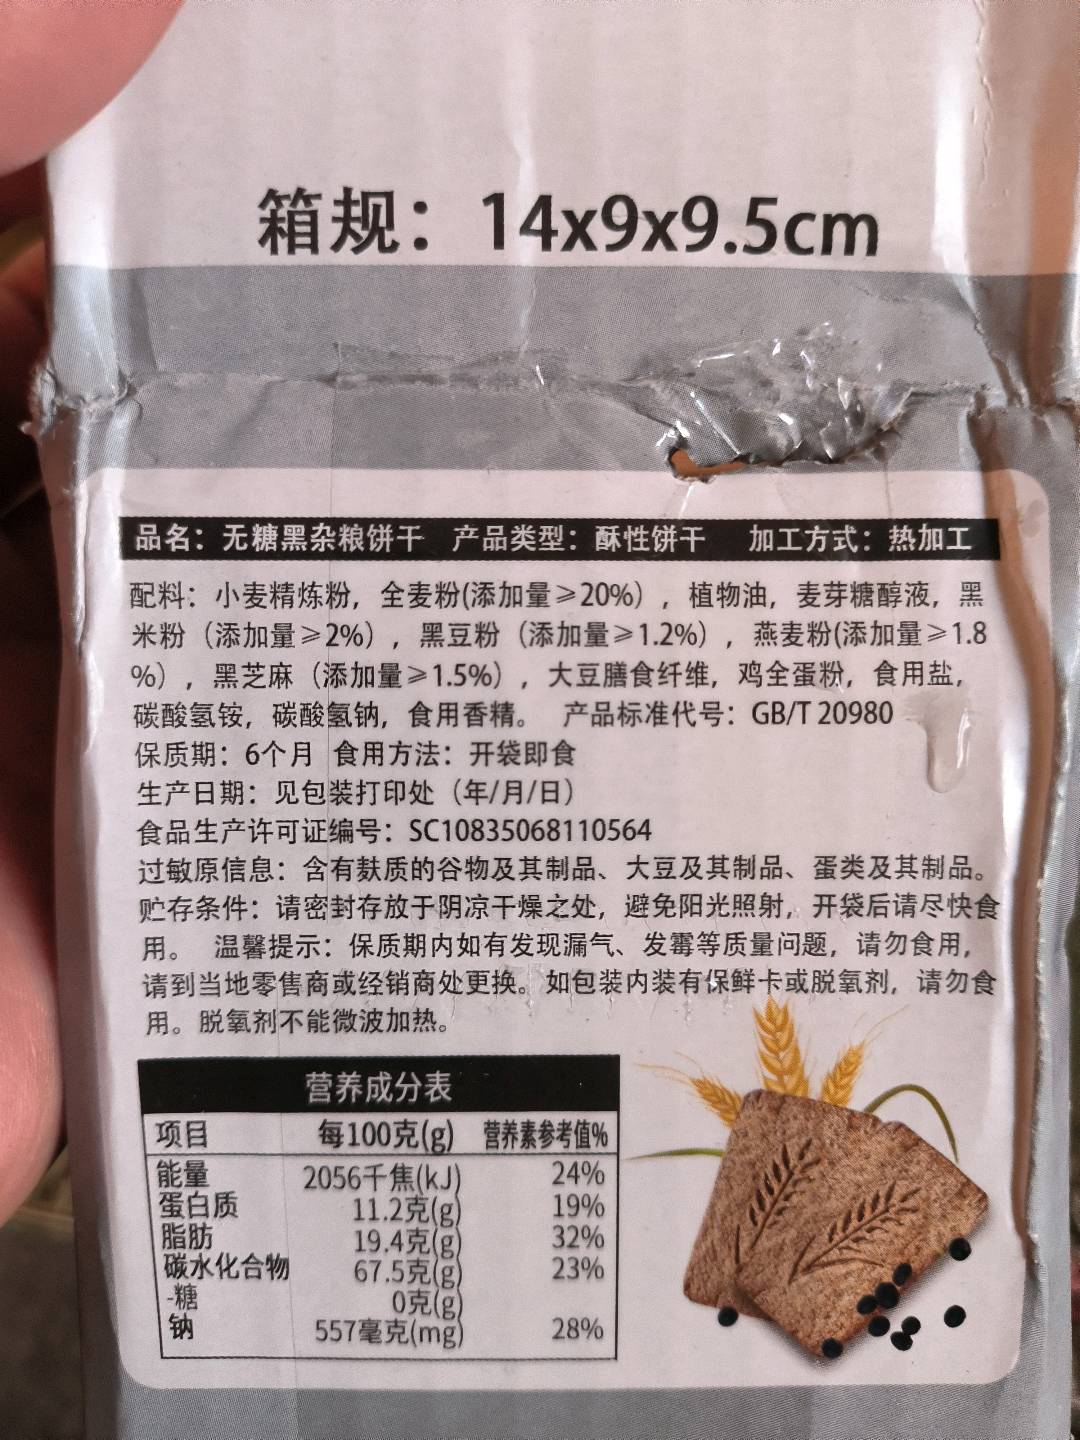 箱规：14x9x9.5cm
品名：无糖黑杂粮饼干 产品类型：酥性饼干 加工方式：热加工
配料：小麦精炼粉，全麦粉(添加量≥20%），植物油，麦芽糖醇液，黑
米粉（添加量≥2%），黑豆粉（添加量≥1.2%），燕麦粉(添加量≥1.8
%），黑芝麻（添加量≥1.5%），大豆膳食纤维，鸡全蛋粉，食用盐，
碳酸氢铵，碳酸氢钠，食用香精。 产品标准代号：GB/T 20980
保质期：6个月 食用方法：开袋即食
生产日期：见包装打印处（年/月/日）
食品生产许可证编号：SC10835068110564
过敏原信息：含有麸质的谷物及其制品、大豆及其制品、蛋类及其制品。
贮存条件：请密封存放于阴凉干燥之处，避免阳光照射，开袋后请尽快食
用。 温馨提示：保质期内如有发现漏气、发霉等质量问题，请勿食用，
请到当地零售商或经销商处更换。如包装内装有保鲜卡或脱氧剂，请勿食
用。脱氧剂不能微波加热。
营养成分表
项目 每100克(g) 营养素参考值%
能量 2056千焦(kJ) 24%
蛋白质 11.2克(g) 19%
脂肪 19.4克(g) 32%
碳水化合物 67.5克(g) 23%
-糖 0克(g)
钠 557毫克(mg) 28%